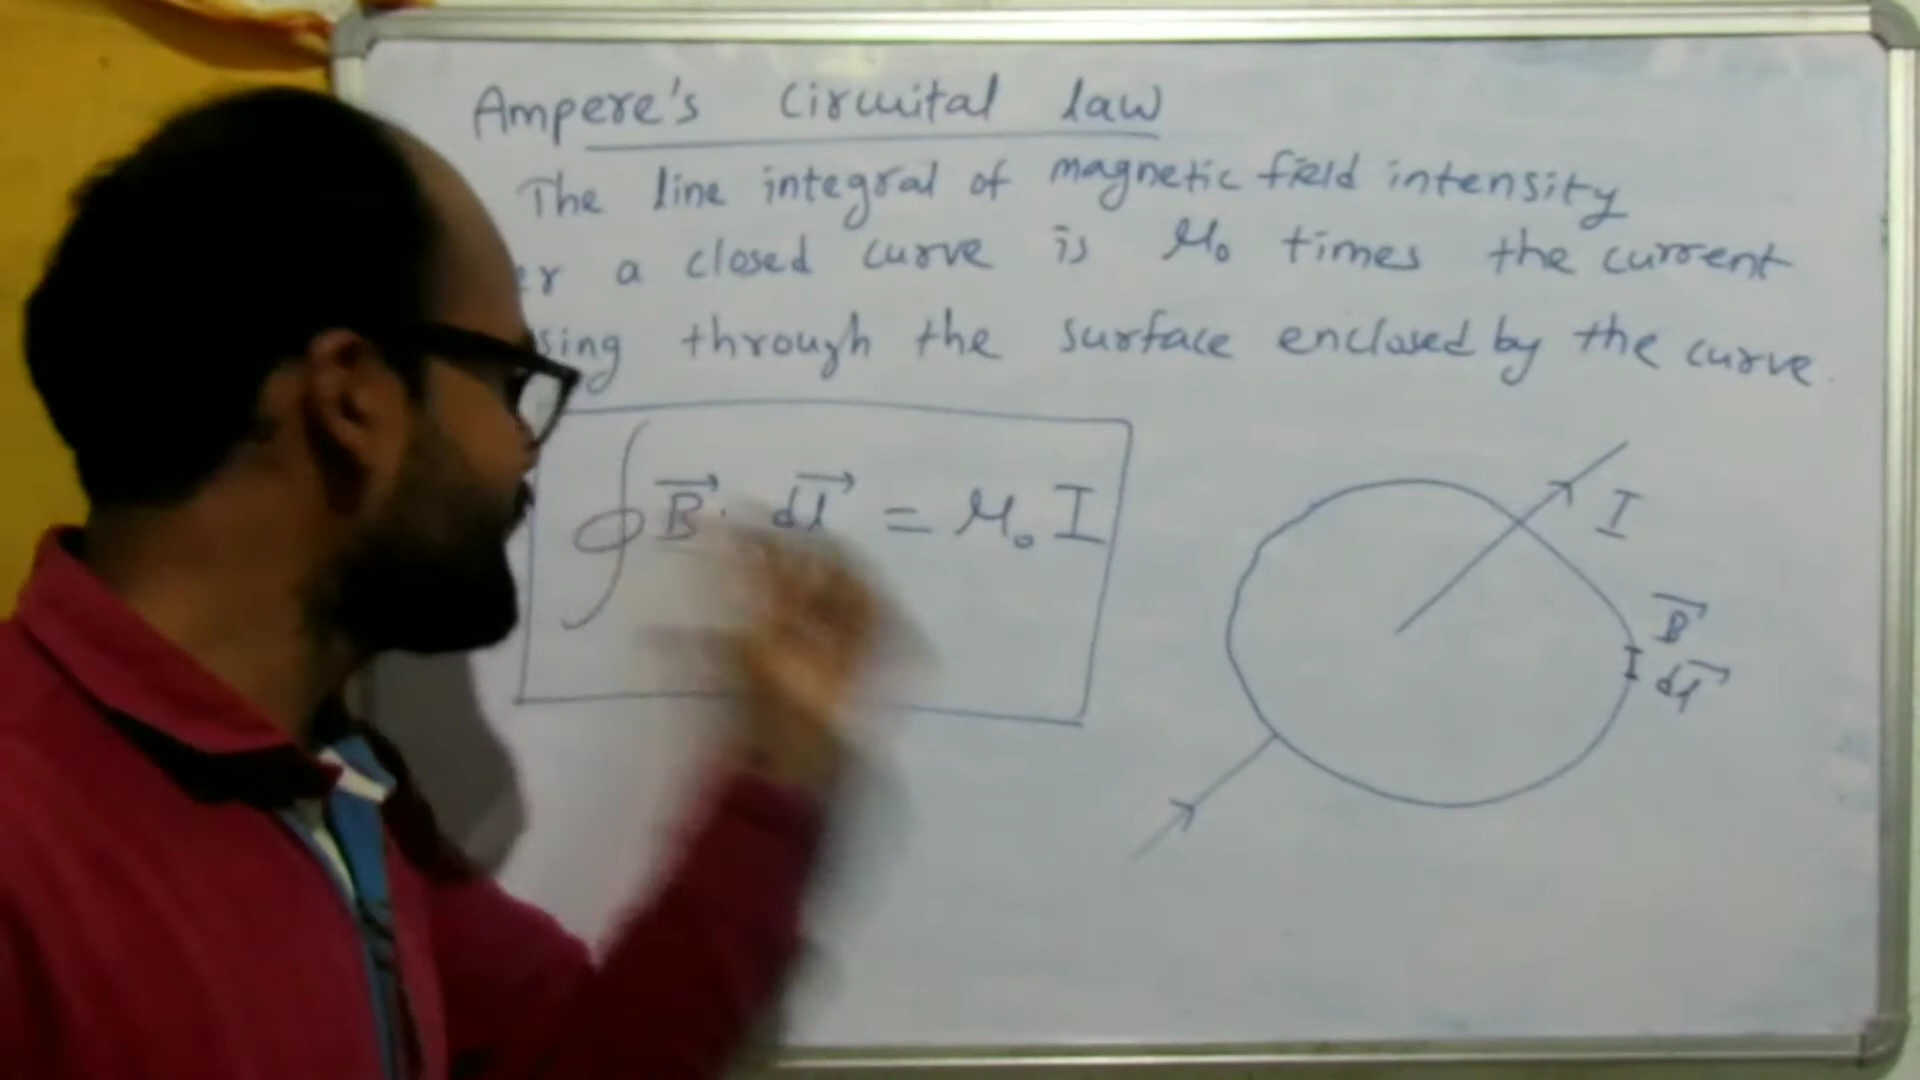 Ampere's Circuital law
The line integral of magnetic field intensity
a closed curve is μ₀ times the current
through the surface enclosed by the curve.
∮ B⃗ . dl⃗ = μ₀ I
I
B⃗
dl⃗